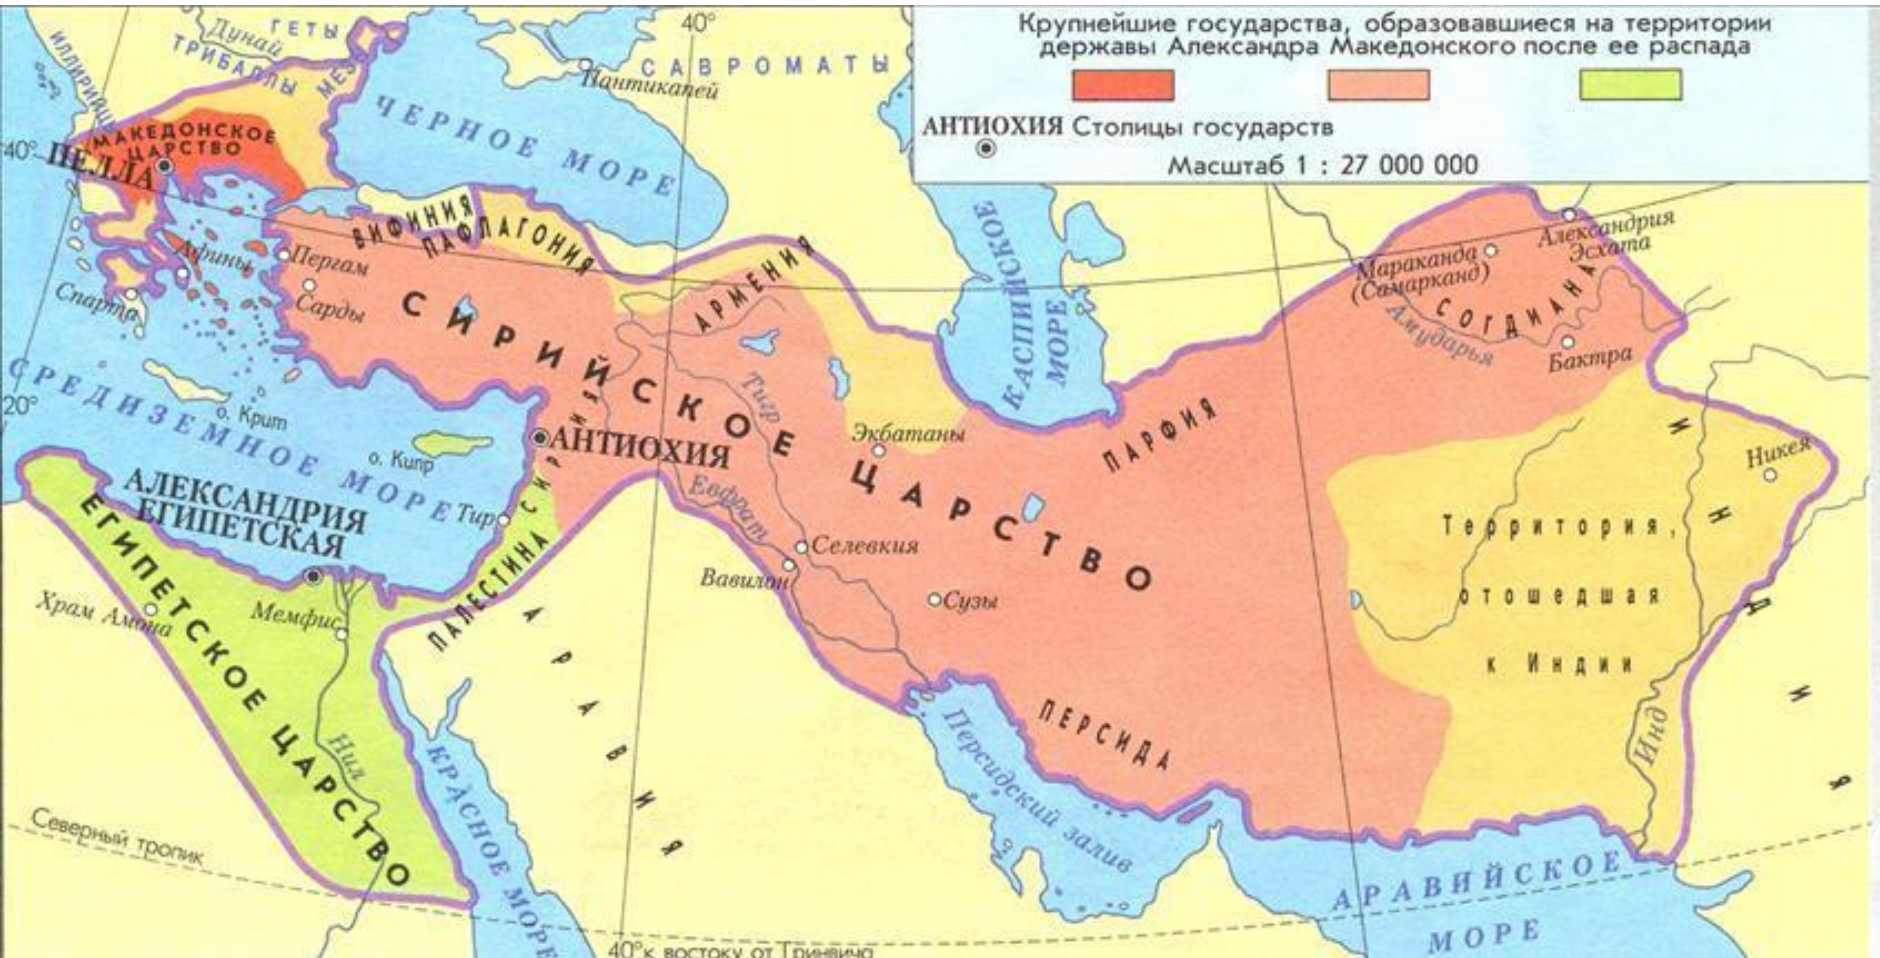 Крупнейшие государства, образовавшиеся на территории
державы Александра Македонского после ее распада
АНТИОХИЯ Столицы государств
Масштаб 1 : 27 000 000
ИЛЛИРИЙЦЫ
Дунай
ГЕТЫ
ТРИБАЛЛЫ
40°
САВРОМАТЫ
Пантикапей
ЧЕРНОЕ МОРЕ
МАКЕДОНСКОЕ
ЦАРСТВО
40°
ПЕЛЛА
ВИФИНИЯ
ПАФЛАГОНИЯ
АРМЕНИЯ
КАСПИЙСКОЕ
МОРЕ
Александрия
Эсхата
Мараканда
(Самарканд)
СОГДИАНА
Амударья
Бактра
Афины
Пергам
Спарта
Сарды
СИРИЙСКОЕ ЦАРСТВО
Тигр
СРЕДИЗЕМНОЕ МОРЕ
20°
о. Крит
о. Кипр
СИРИЯ
АНТИОХИЯ
Экбатаны
ПАРФИЯ
ИНДИЯ
Никея
АЛЕКСАНДРИЯ
ЕГИПЕТСКАЯ
Тир
Евфрат
Селевкия
Вавилон
Сузы
Территория,
отошедшая
к Индии
ЕГИПЕТСКОЕ ЦАРСТВО
Храм Амона
Мемфис
ПАЛЕСТИНА
АРАВИЯ
Нил
КРАСНОЕ МОРЕ
ПЕРСИДА
Персидский залив
Инд
Северный тропик
АРАВИЙСКОЕ
МОРЕ
40° к востоку от Гринвича